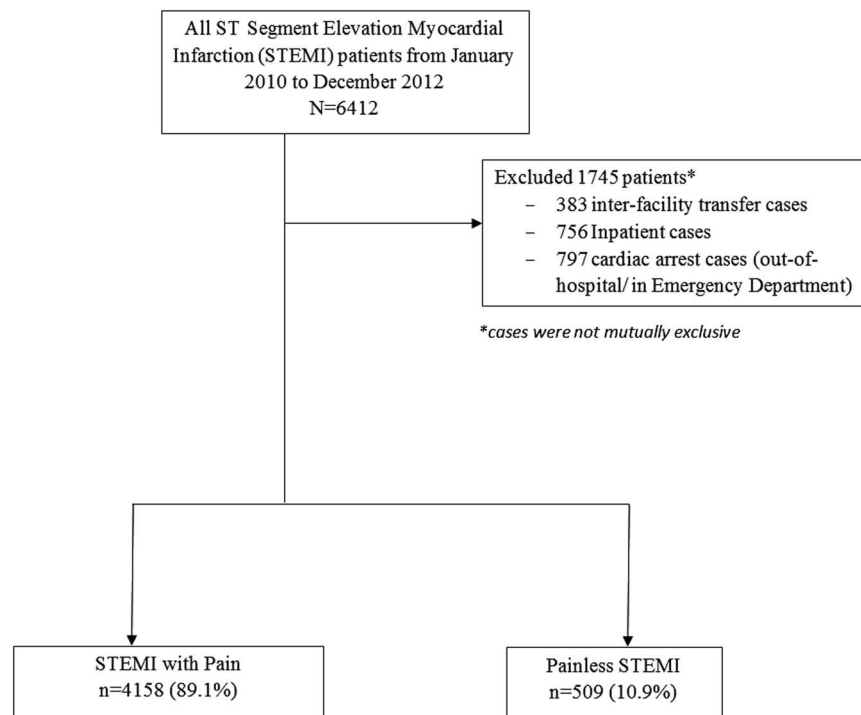 All ST Segment Elevation Myocardial
Infarction (STEMI) patients from January
2010 to December 2012
N=6412
Excluded 1745 patients*
- 383 inter-facility transfer cases
- 756 Inpatient cases
- 797 cardiac arrest cases (out-of-
hospital/ in Emergency Department)
*cases were not mutually exclusive
STEMI with Pain
n=4158 (89.1%)
Painless STEMI
n=509 (10.9%)